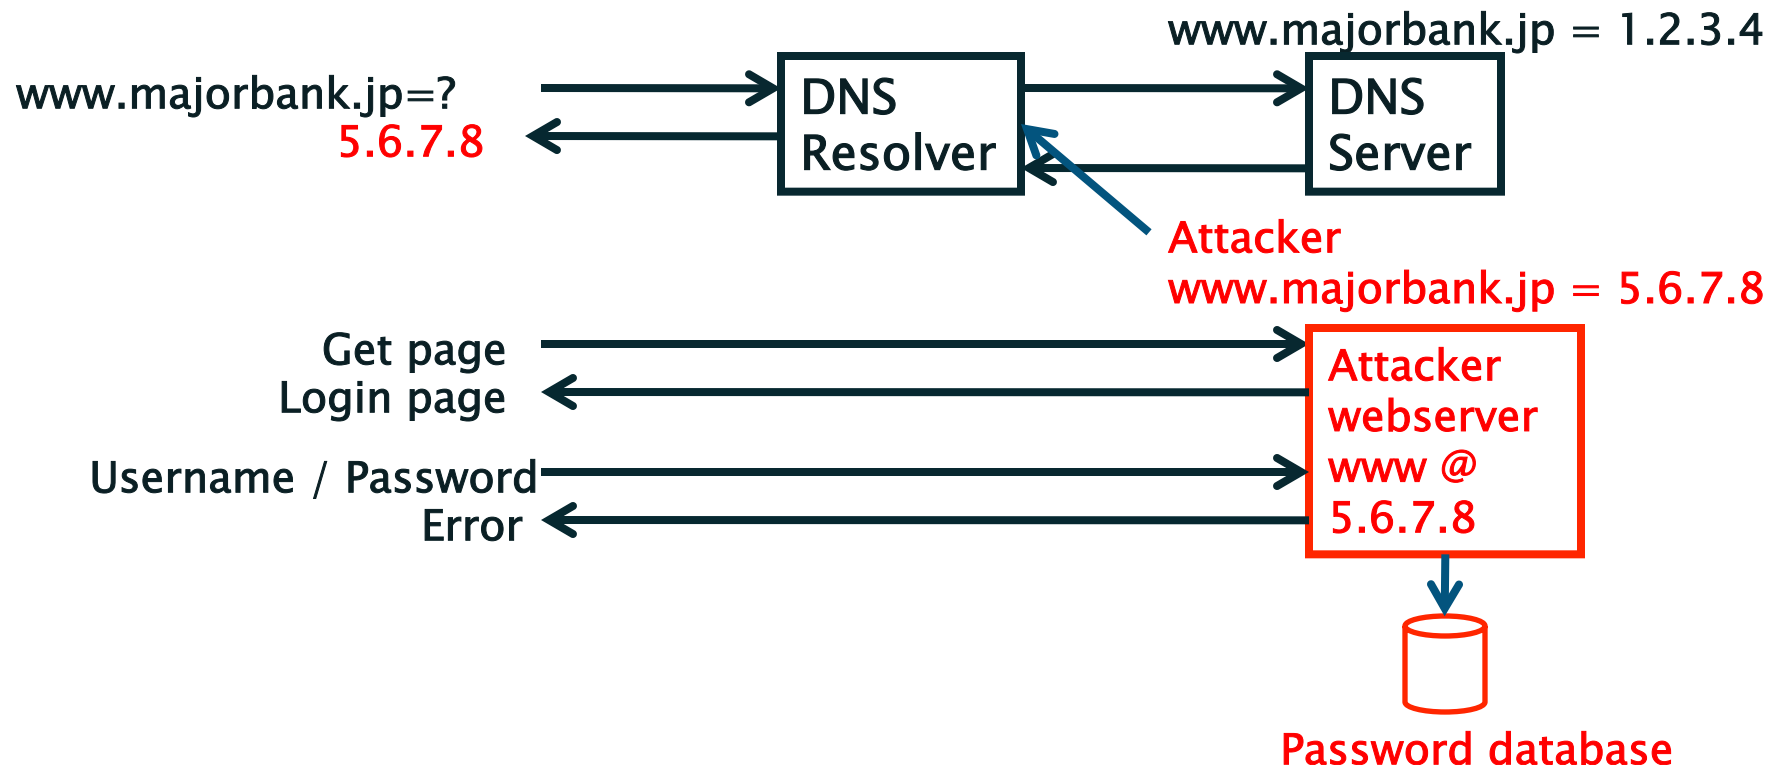 www.majorbank.jp = 1.2.3.4
www.majorbank.jp=?
5.6.7.8
DNS
Resolver
DNS
Server
Attacker
www.majorbank.jp = 5.6.7.8
Get page
Login page
Username / Password
Error
Attacker
webserver
www @
5.6.7.8
Password database